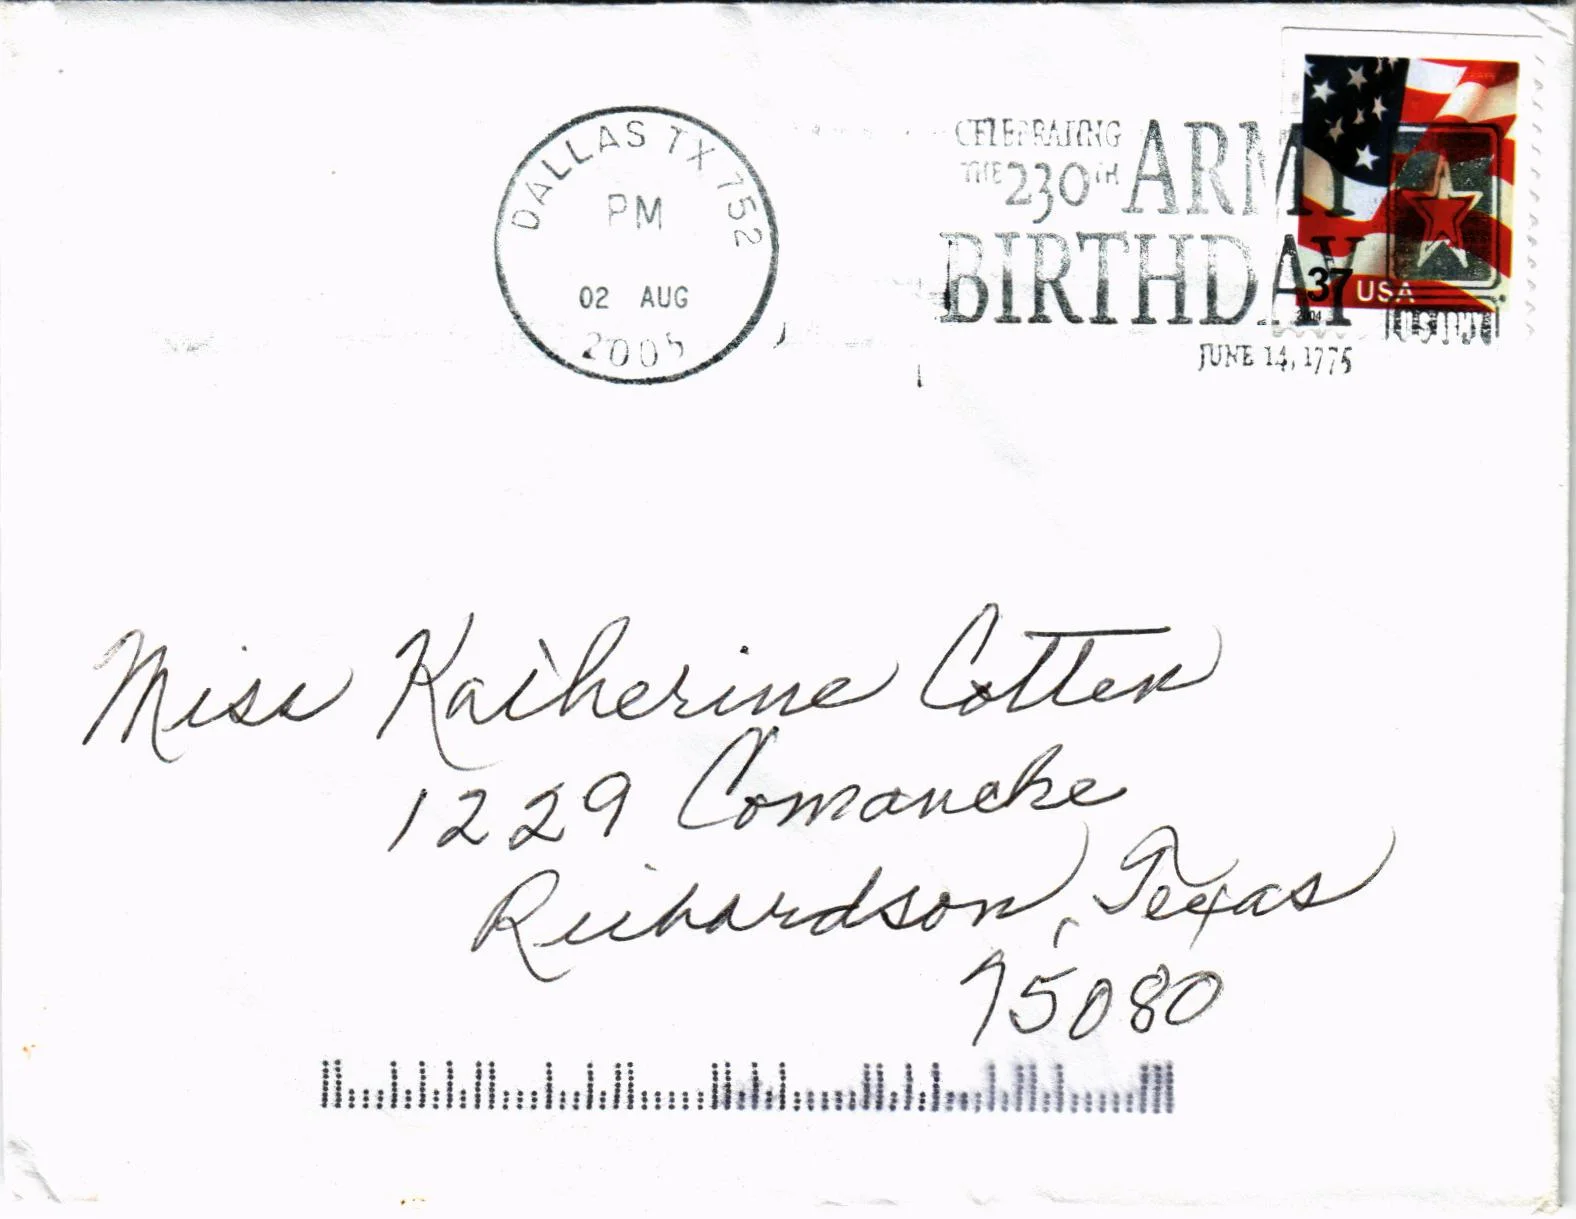 DALLAS TX 752
PM
02 AUG
2005
CELEBRATING
THE 230TH ARMY
BIRTHDAY
JUNE 14, 1775
37 USA
2004
Miss Katherine Cotten
1229 Comanche
Richardson, Texas
75080